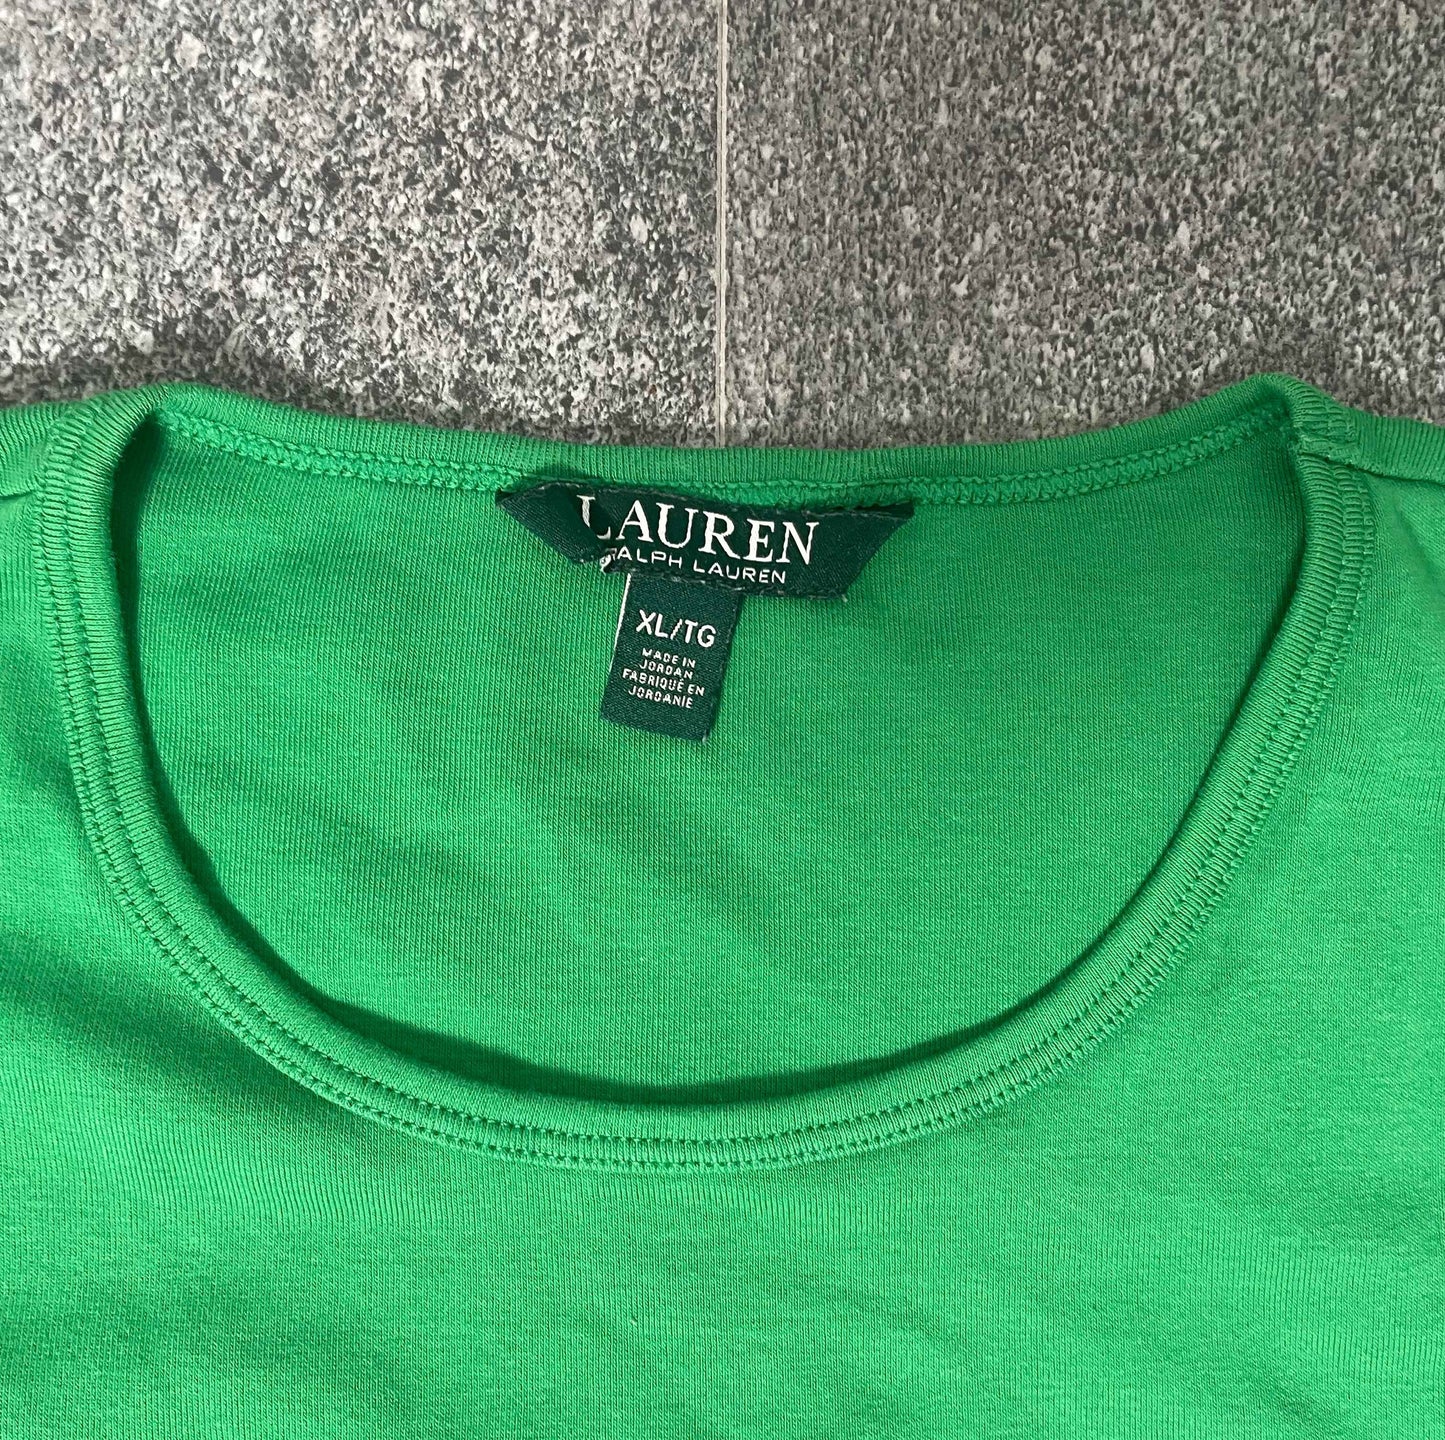 LAUREN
RALPH LAUREN
XL/TG
MADE IN
JORDAN
FABRIQUÉ EN
JORDANIE